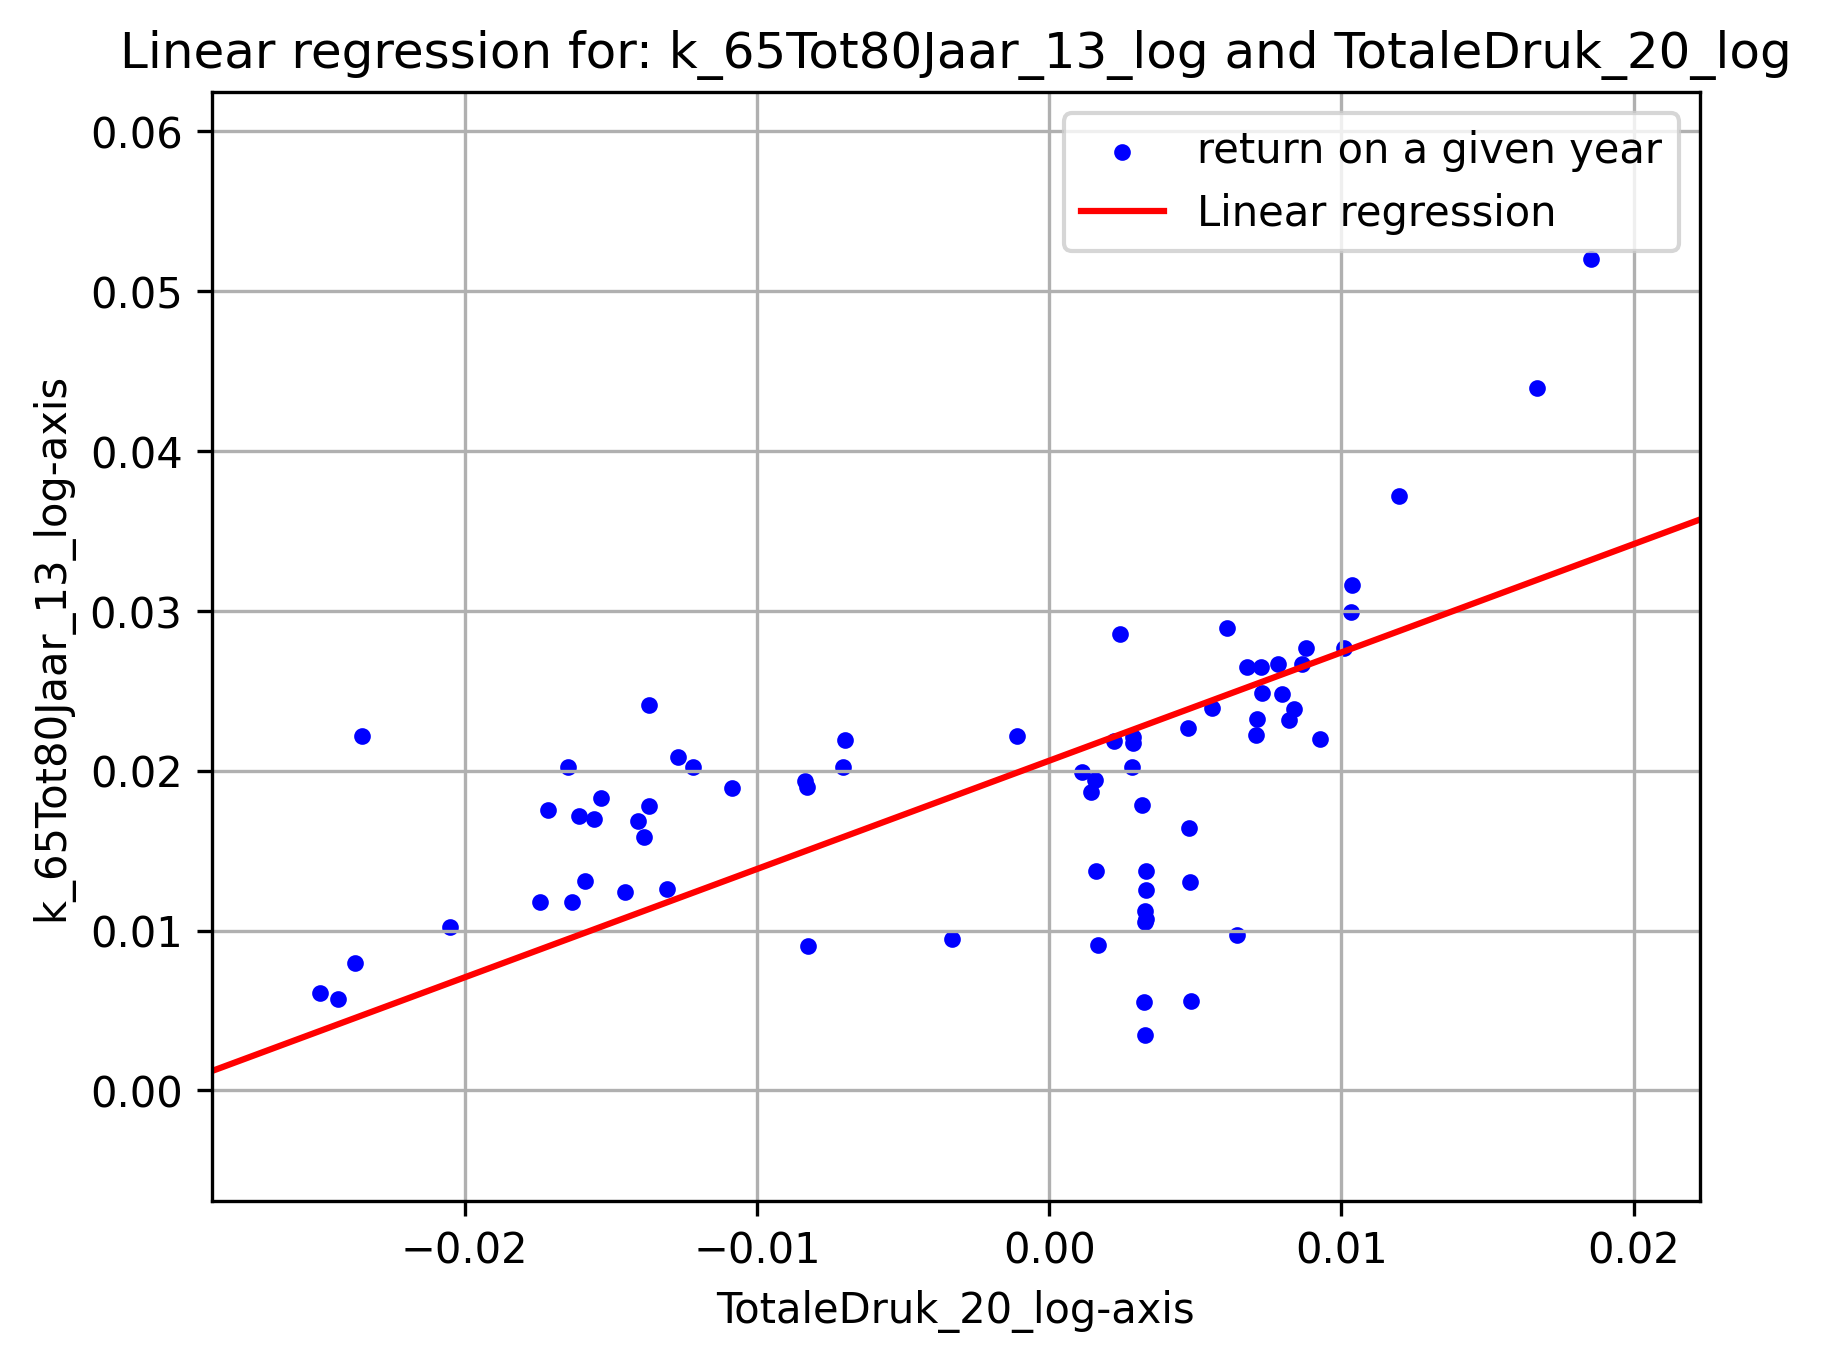 Linear regression for: k_65Tot80Jaar_13_log and TotaleDruk_20_log
return on a given year
Linear regression
0.06
0.05
0.04
0.03
0.02
0.01
0.00
k_65Tot80Jaar_13_log-axis
−0.02 −0.01 0.00 0.01 0.02
TotaleDruk_20_log-axis